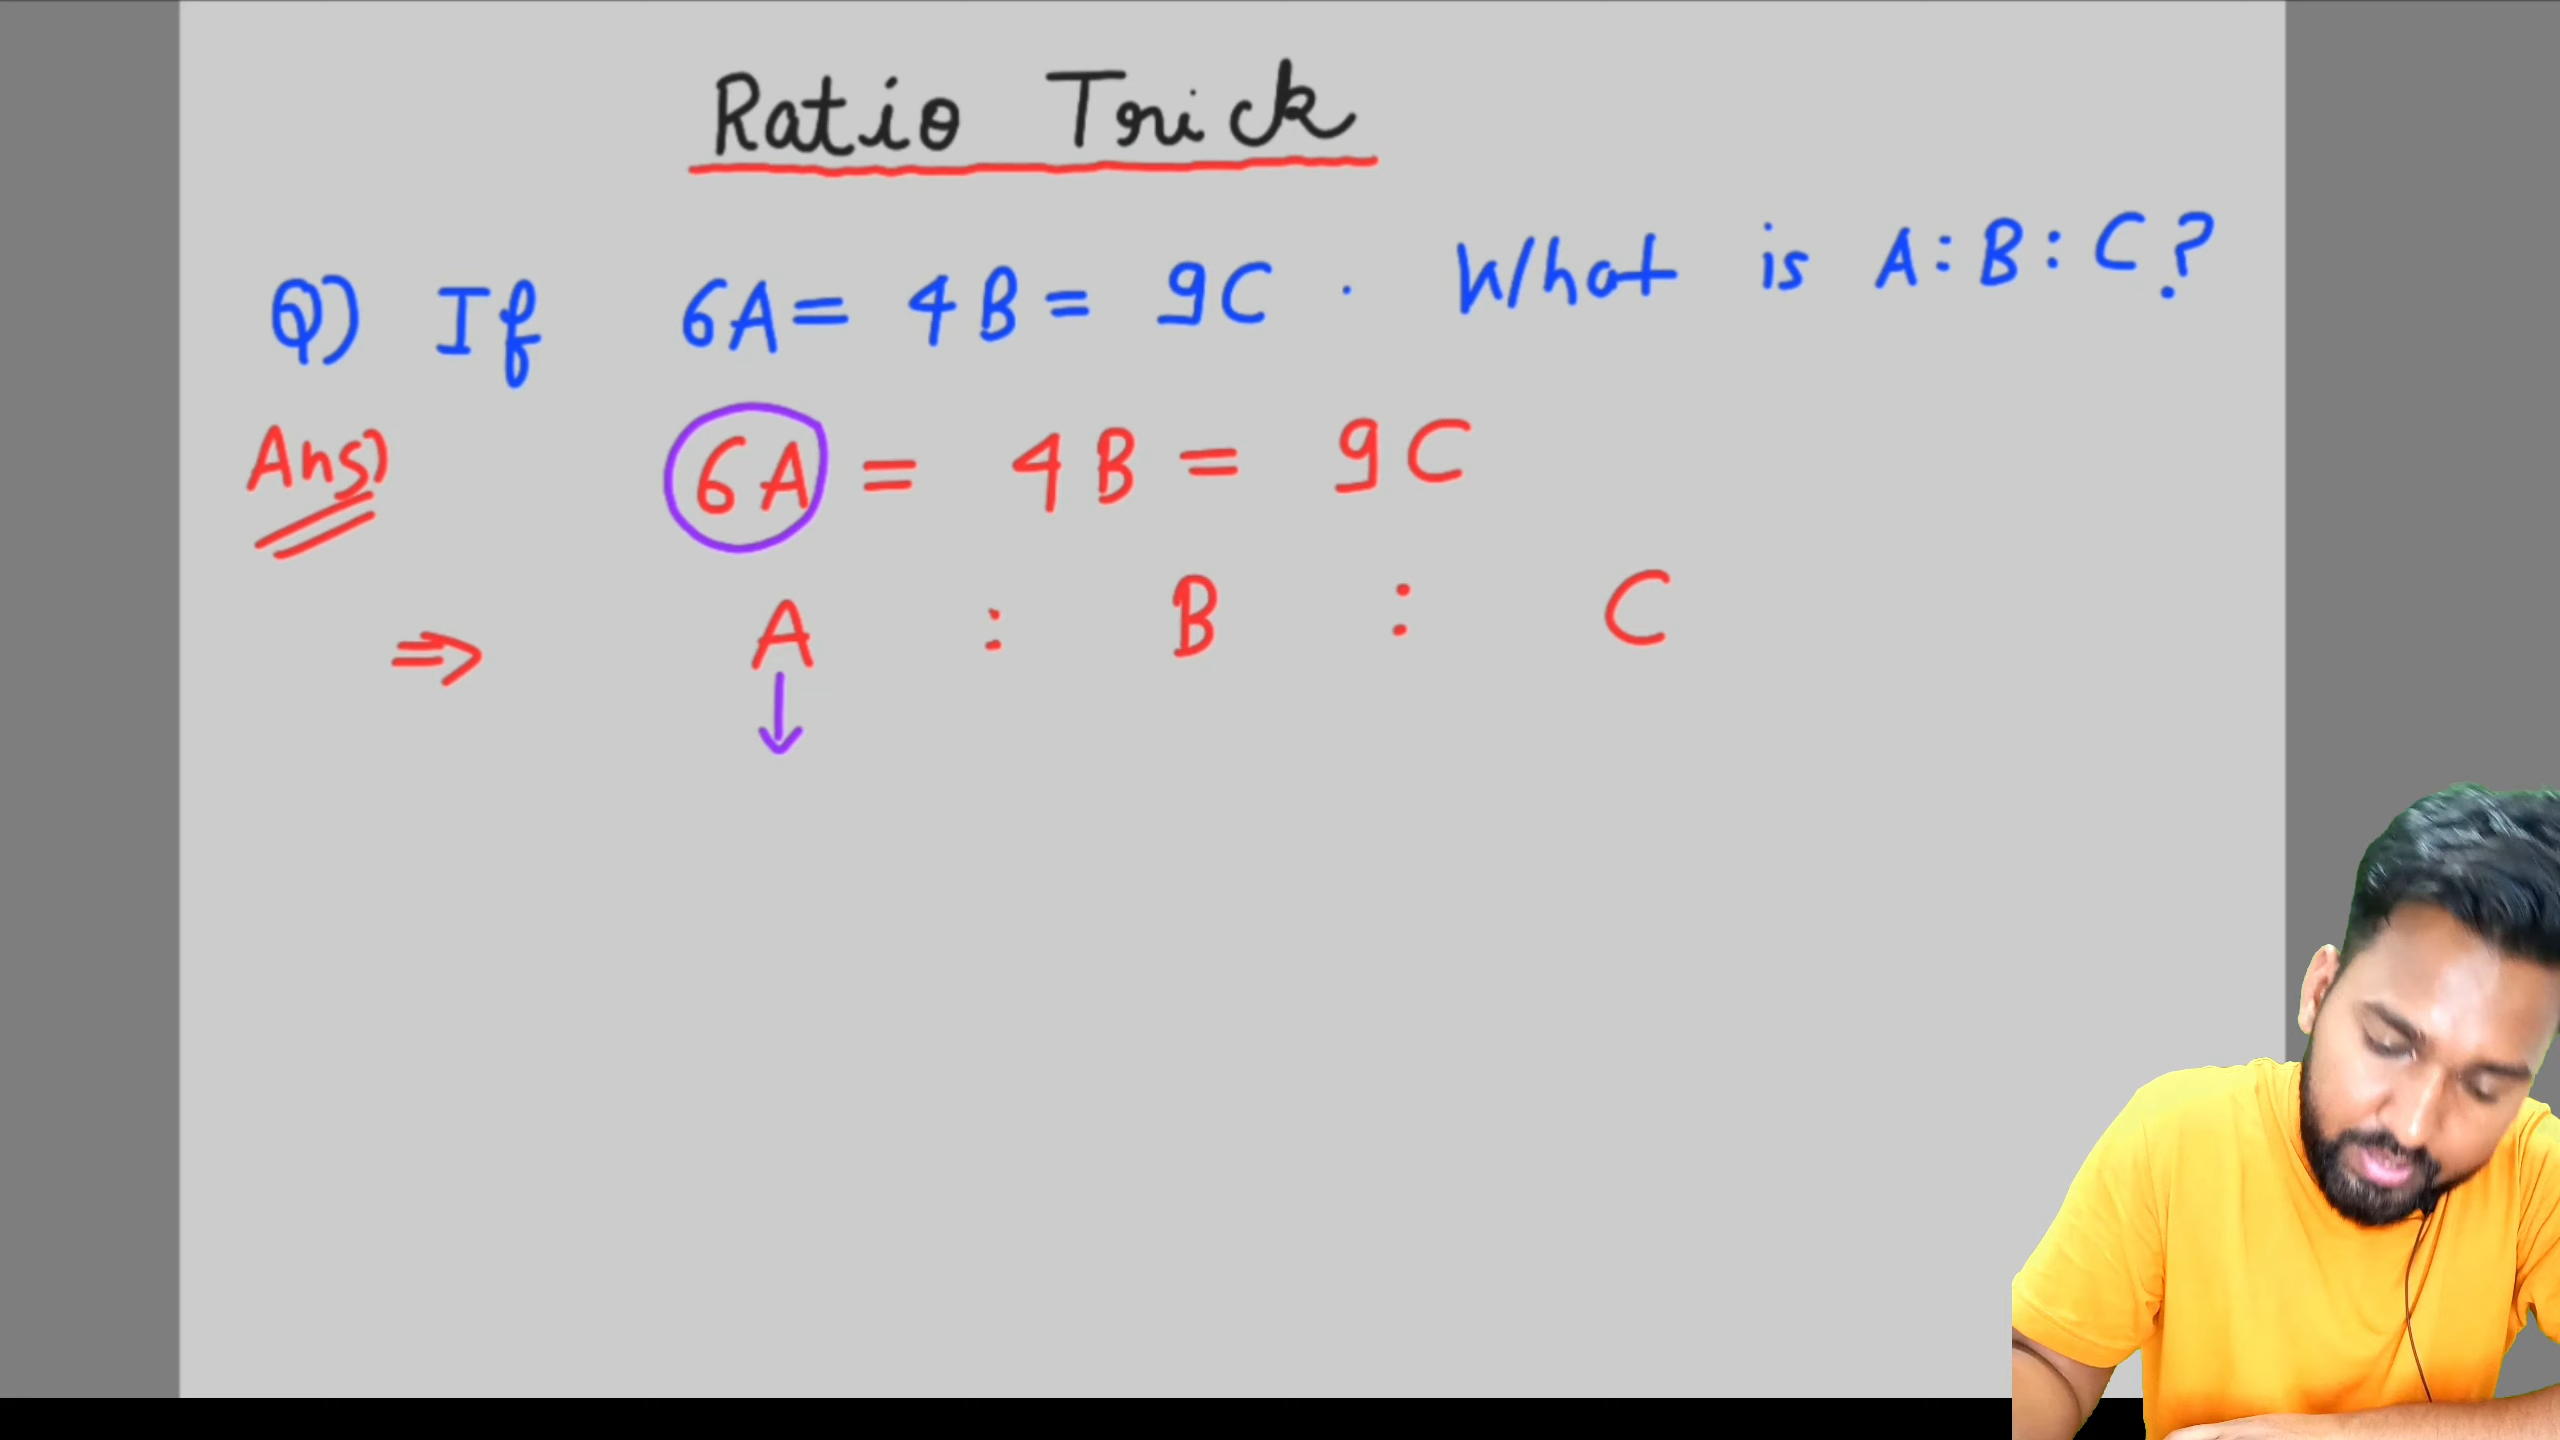 Ratio Trick
Q) If 6A = 4B = 9C . What is A : B : C ?
Ans) 6A = 4B = 9C
⇒ A : B : C
↓